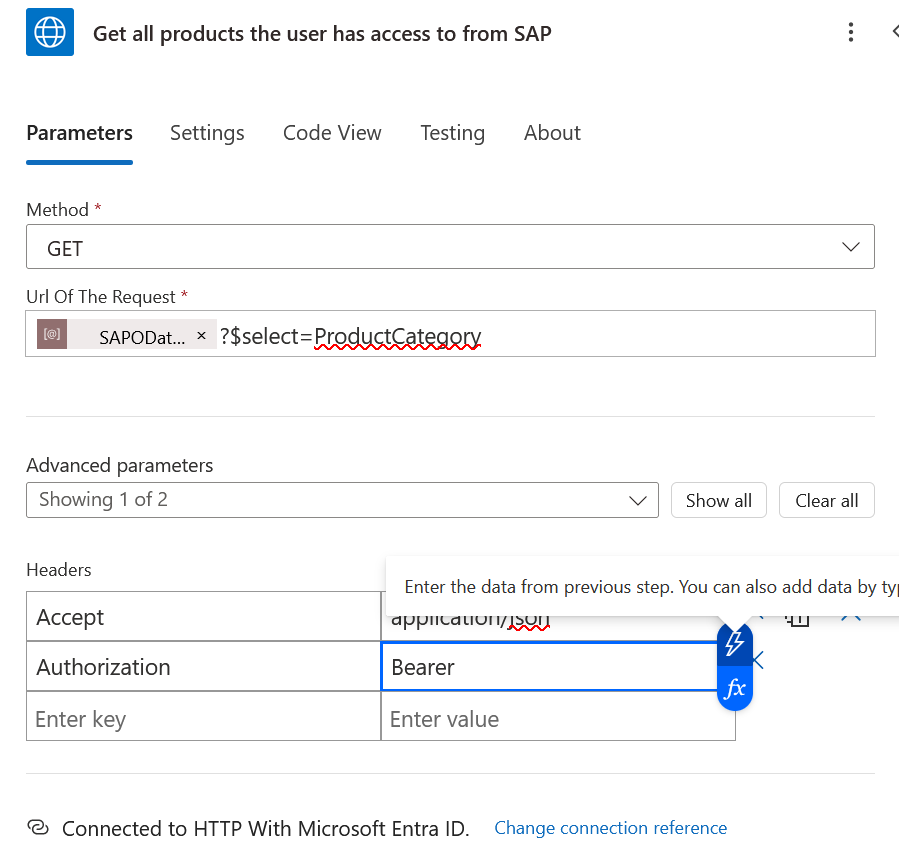 Get all products the user has access to from SAP
Parameters Settings Code View Testing About
Method *
GET
Url Of The Request *
[@] SAPODat... × ?$select=ProductCategory
Advanced parameters
Showing 1 of 2 Show all Clear all
Headers
Enter the data from previous step. You can also add data by typ
Accept application/json
Authorization Bearer
fx
Enter key Enter value
Connected to HTTP With Microsoft Entra ID. Change connection reference